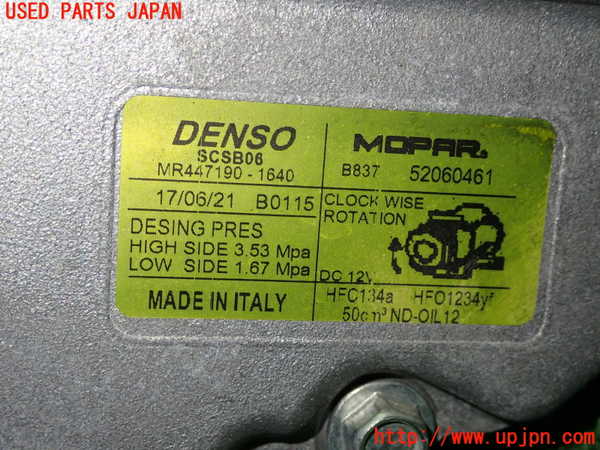 USED PARTS JAPAN
DENSO
SCSB06
MR447190-1640
MOPAR®
B837 52060461
17/06/21 B0115
CLOCK WISE
ROTATION
DESING PRES
HIGH SIDE 3.53 Mpa
LOW SIDE 1.67 Mpa
DC 12V
MADE IN ITALY
HFC134a HFO1234yf
50cm³ ND-OIL12
http://www.upjpn.com/